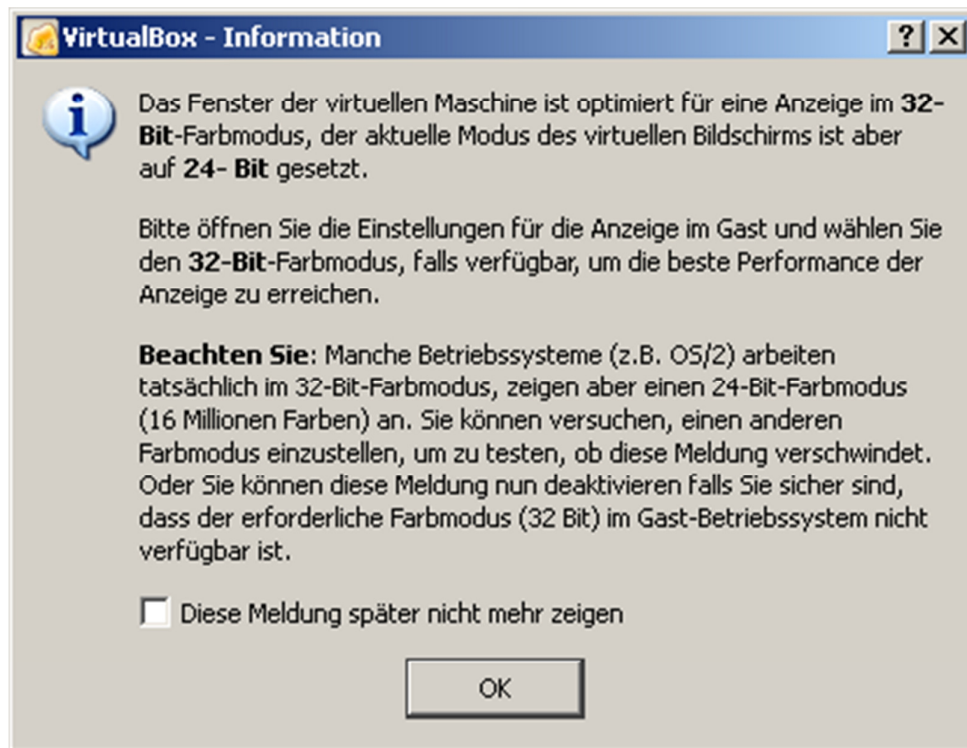 VirtualBox - Information
Das Fenster der virtuellen Maschine ist optimiert für eine Anzeige im 32-
Bit-Farbmodus, der aktuelle Modus des virtuellen Bildschirms ist aber
auf 24- Bit gesetzt.
Bitte öffnen Sie die Einstellungen für die Anzeige im Gast und wählen Sie
den 32-Bit-Farbmodus, falls verfügbar, um die beste Performance der
Anzeige zu erreichen.
Beachten Sie: Manche Betriebssysteme (z.B. OS/2) arbeiten
tatsächlich im 32-Bit-Farbmodus, zeigen aber einen 24-Bit-Farbmodus
(16 Millionen Farben) an. Sie können versuchen, einen anderen
Farbmodus einzustellen, um zu testen, ob diese Meldung verschwindet.
Oder Sie können diese Meldung nun deaktivieren falls Sie sicher sind,
dass der erforderliche Farbmodus (32 Bit) im Gast-Betriebssystem nicht
verfügbar ist.
Diese Meldung später nicht mehr zeigen
OK